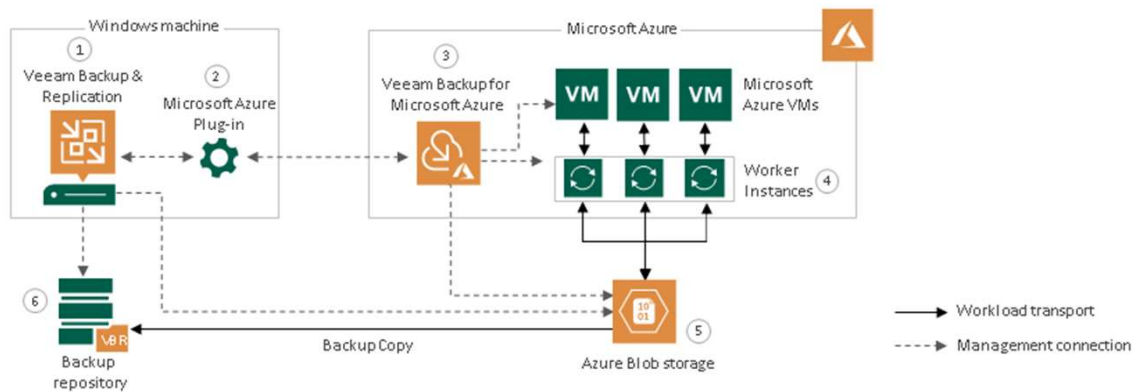 Windows machine
1
Veeam Backup &
Replication
2
Microsoft Azure
Plug-in
Microsoft Azure
3
Veeam Backup for
Microsoft Azure
VM
VM
VM
Microsoft
Azure VMs
Worker
Instances
4
6
VBR
Backup
repository
Backup Copy
10
01
5
Azure Blob storage
Workload transport
Management connection